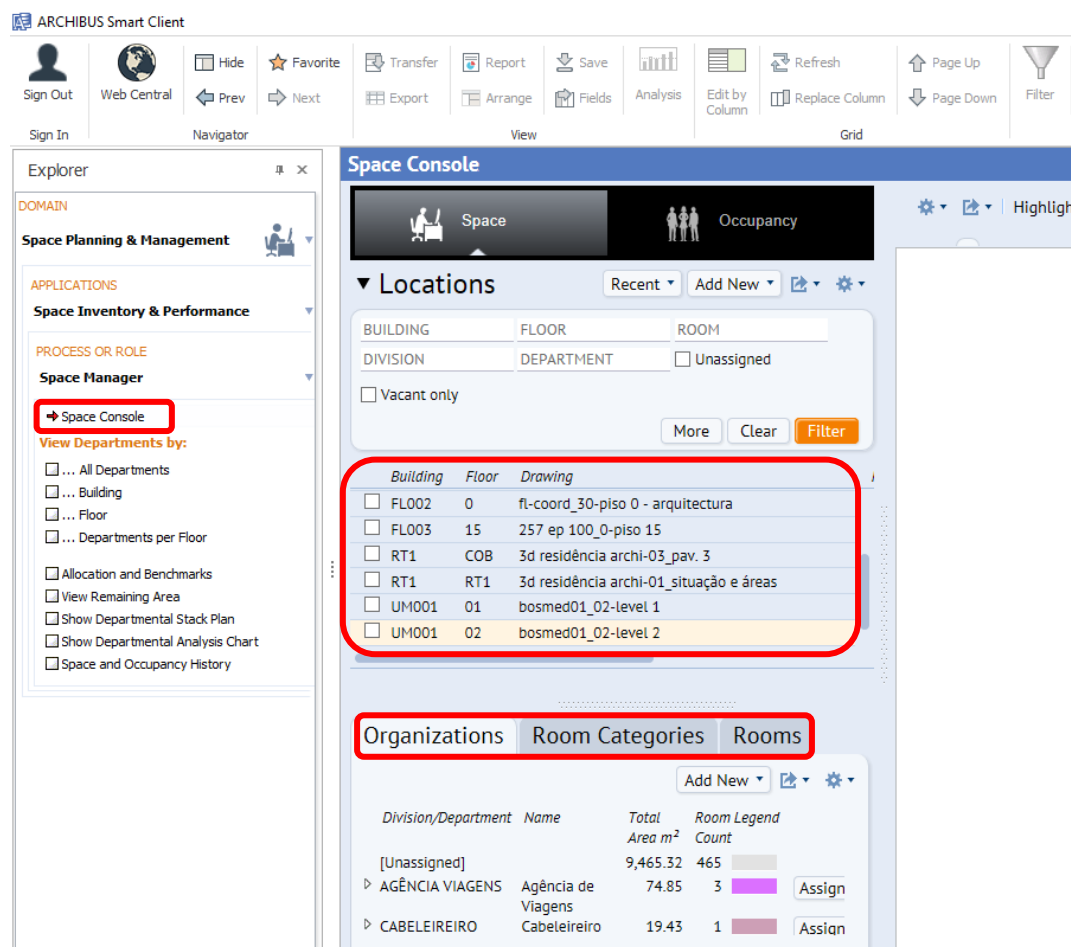 ARCHIBUS Smart Client
Sign Out
Web Central
Hide
Prev
Favorite
Next
Transfer
Export
Report
Arrange
Save
Fields
Analysis
Edit by Column
Refresh
Replace Column
Page Up
Page Down
Filter
Sign In
Navigator
View
Grid
Explorer
DOMAIN
Space Planning & Management
APPLICATIONS
Space Inventory & Performance
PROCESS OR ROLE
Space Manager
Space Console
View Departments by:
... All Departments
... Building
... Floor
... Departments per Floor
Allocation and Benchmarks
View Remaining Area
Show Departmental Stack Plan
Show Departmental Analysis Chart
Space and Occupancy History
Space Console
Space Occupancy
Highligh
Locations Recent Add New
BUILDING FLOOR ROOM
DIVISION DEPARTMENT Unassigned
Vacant only
More Clear Filter
Building Floor Drawing
FL002 0 fl-coord_30-piso 0 - arquitectura
FL003 15 257 ep 100_0-piso 15
RT1 COB 3d residência archi-03_pav. 3
RT1 RT1 3d residência archi-01_situação e áreas
UM001 01 bosmed01_02-level 1
UM001 02 bosmed01_02-level 2
Organizations Room Categories Rooms
Add New
Division/Department Name Total Room Legend
Area m² Count
[Unassigned] 9,465.32 465
AGÊNCIA VIAGENS Agência de 74.85 3 Assign
Viagens
CABELEIREIRO Cabeleireiro 19.43 1 Assign